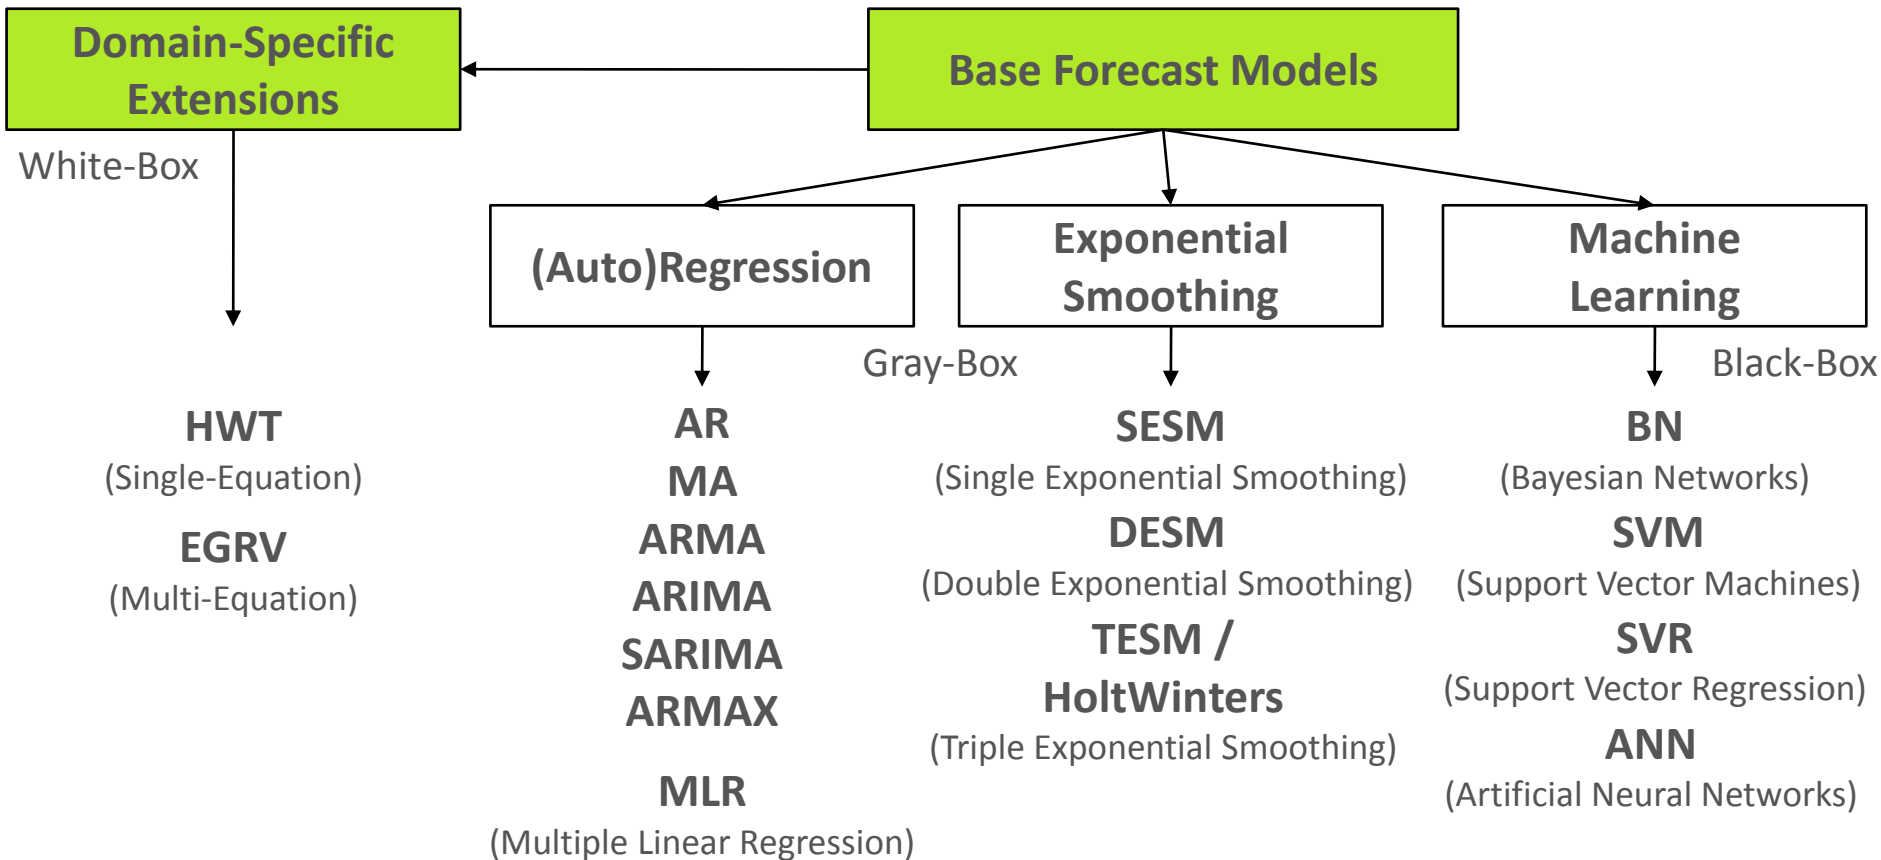 Domain-Specific
Extensions
Base Forecast Models
White-Box
(Auto)Regression
Exponential
Smoothing
Machine
Learning
Gray-Box
Black-Box
HWT
(Single-Equation)
EGRV
(Multi-Equation)
AR
MA
ARMA
ARIMA
SARIMA
ARMAX
MLR
(Multiple Linear Regression)
SESM
(Single Exponential Smoothing)
DESM
(Double Exponential Smoothing)
TESM /
HoltWinters
(Triple Exponential Smoothing)
BN
(Bayesian Networks)
SVM
(Support Vector Machines)
SVR
(Support Vector Regression)
ANN
(Artificial Neural Networks)